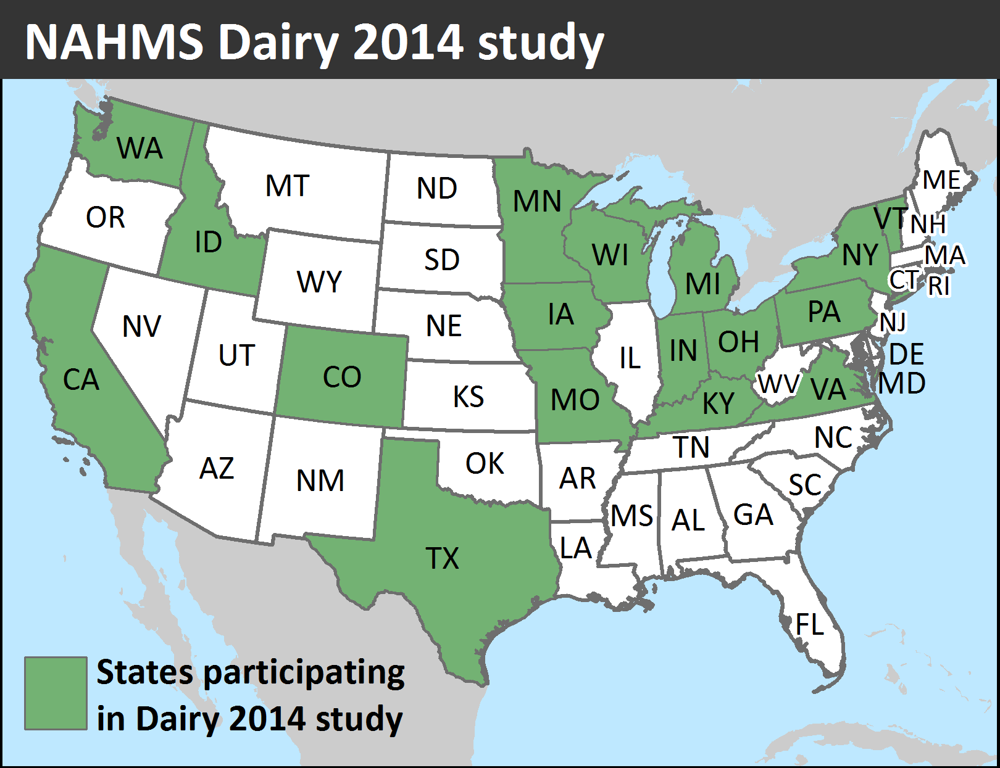 NAHMS Dairy 2014 study
WA
MT
ND
MN
ME
OR
ID
VT
NH
WI
NY
MA
SD
WY
MI
CT
RI
IA
PA
NV
NE
NJ
UT
IL
IN
OH
DE
CA
CO
KS
MO
KY
WV
VA
MD
NC
TN
AZ
NM
OK
AR
SC
MS
AL
GA
LA
TX
FL
States participating
in Dairy 2014 study